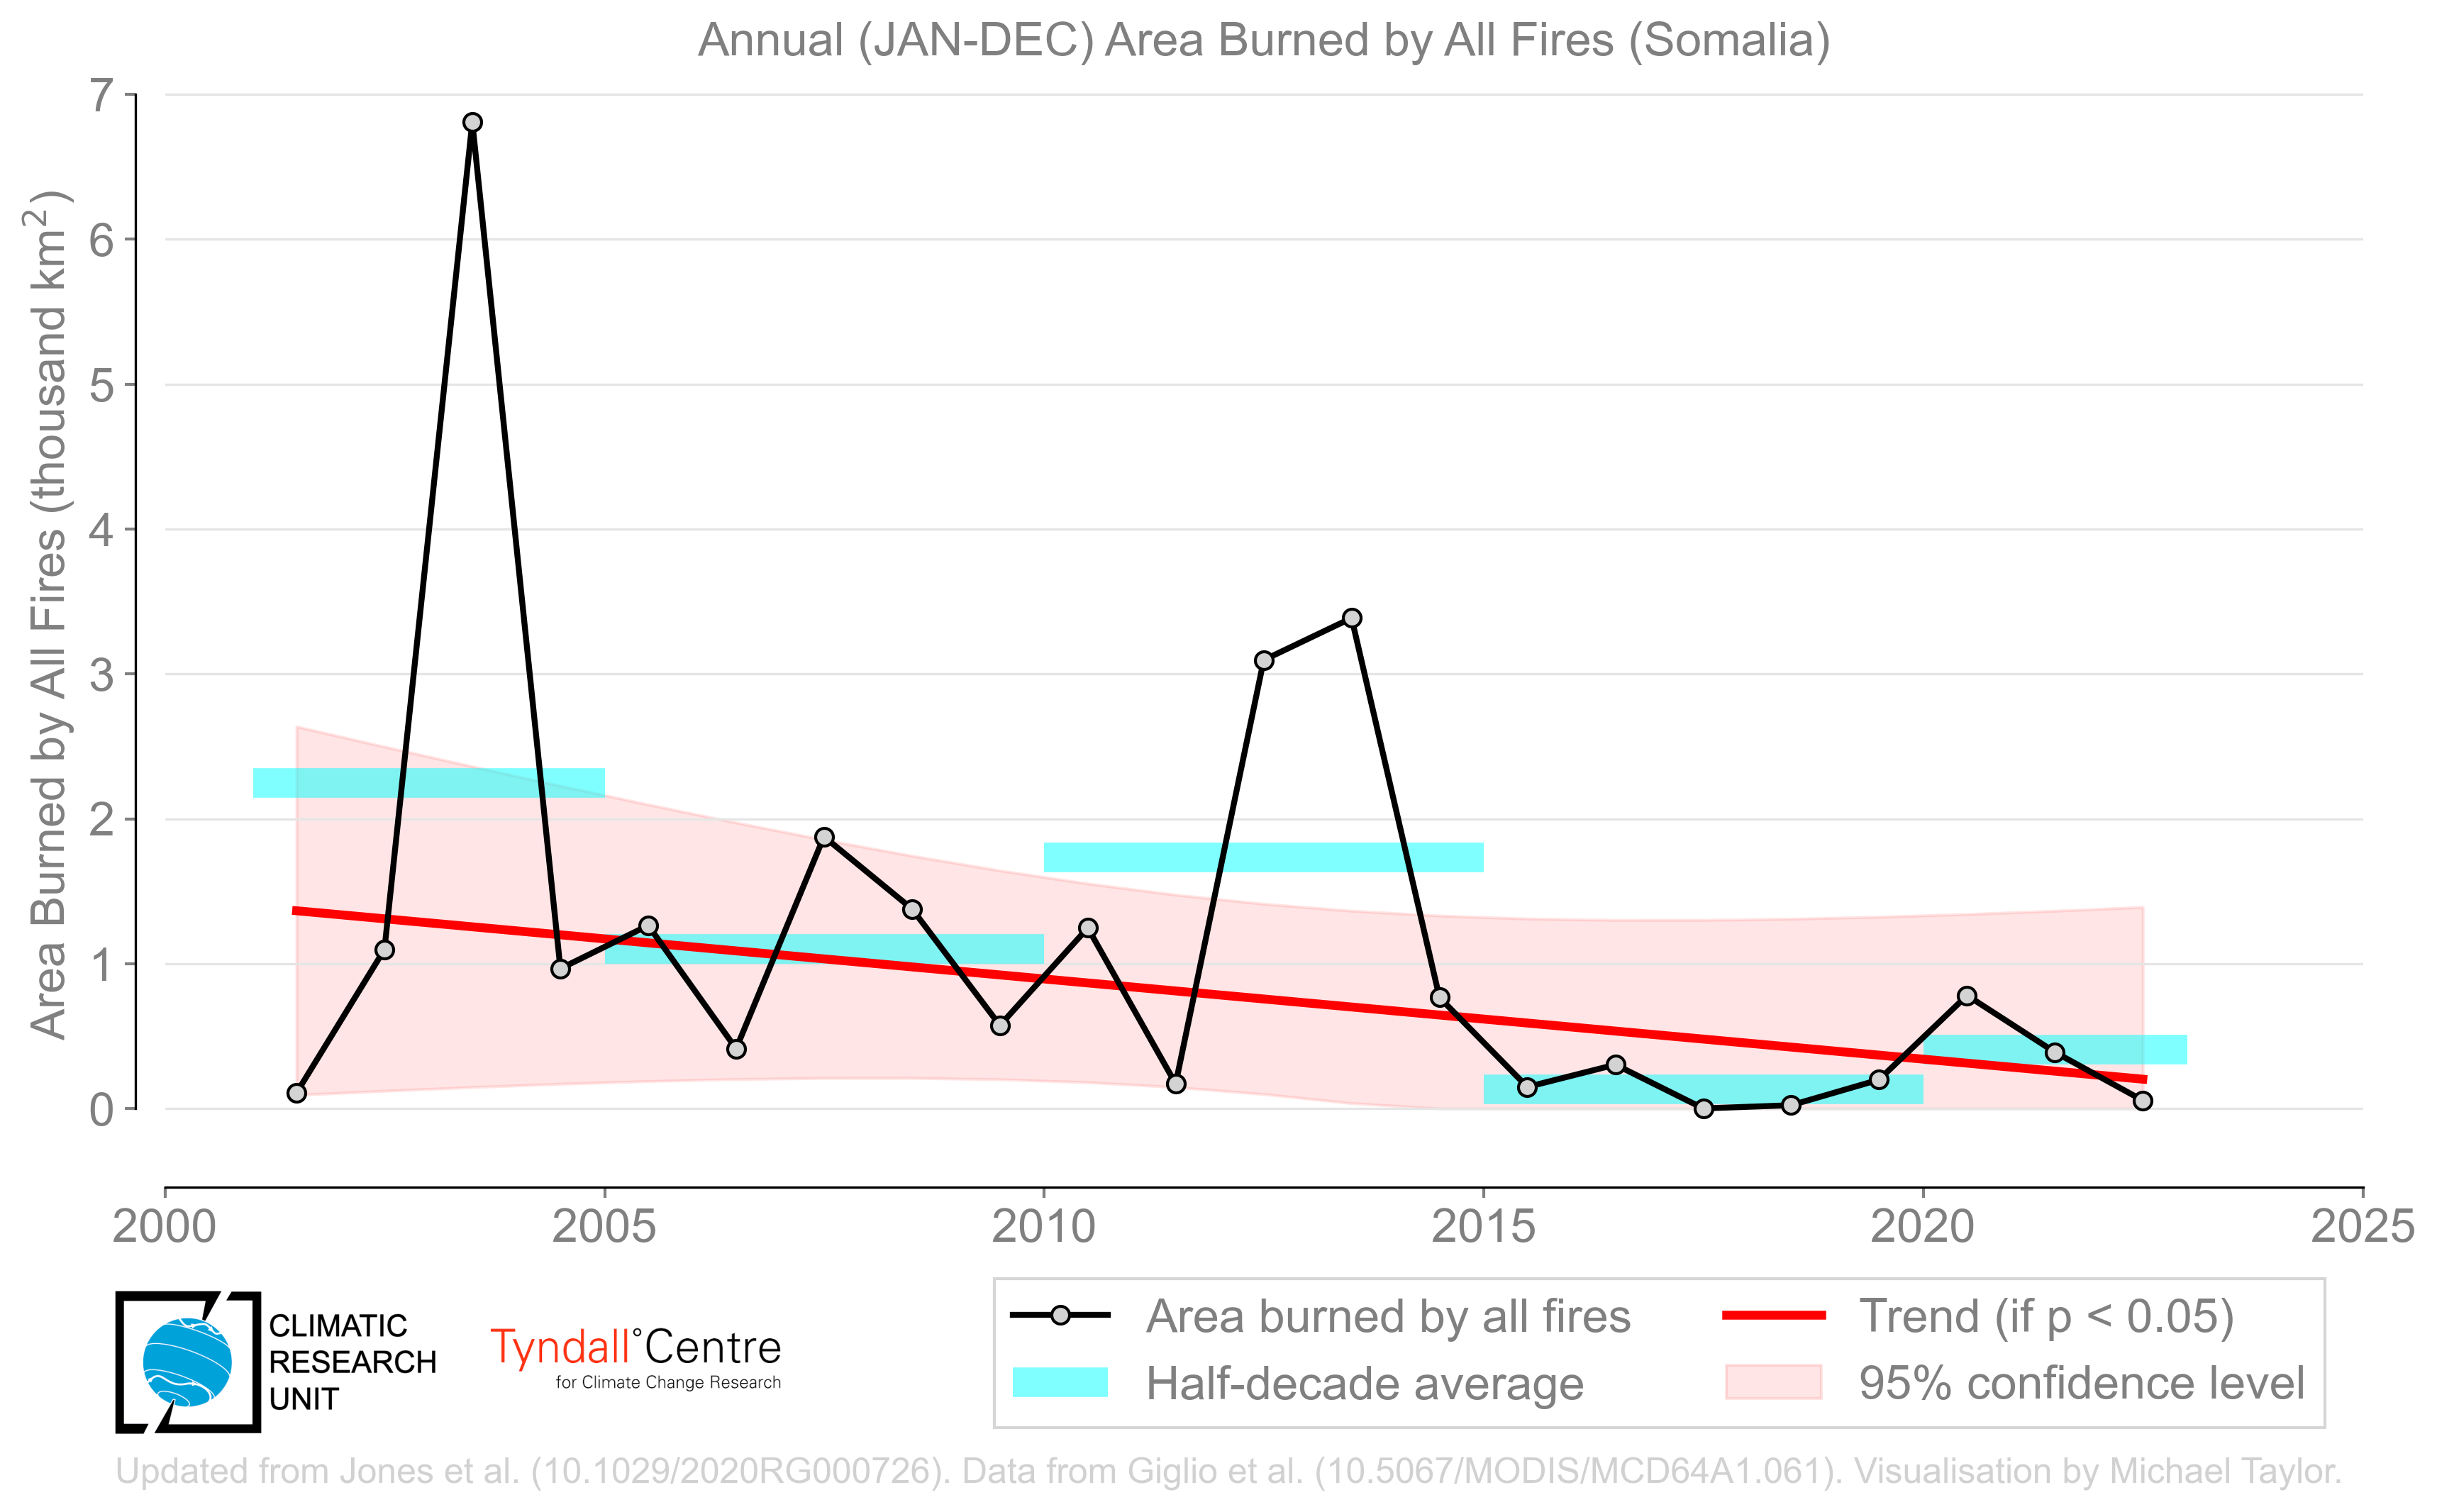 Annual (JAN-DEC) Area Burned by All Fires (Somalia)
Area Burned by All Fires (thousand km²)
7
6
5
4
3
2
1
0
2000 2005 2010 2015 2020 2025
CLIMATIC
RESEARCH
UNIT
Tyndall°Centre
for Climate Change Research
Area burned by all fires
Half-decade average
Trend (if p < 0.05)
95% confidence level
Updated from Jones et al. (10.1029/2020RG000726). Data from Giglio et al. (10.5067/MODIS/MCD64A1.061). Visualisation by Michael Taylor.